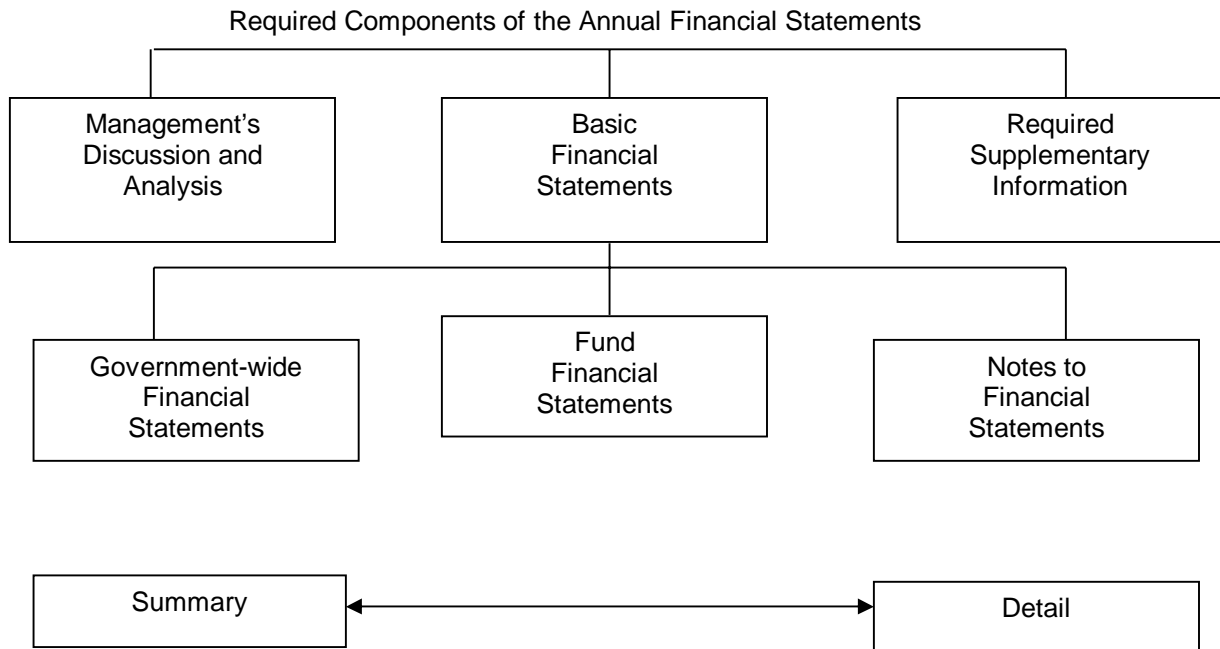 Required Components of the Annual Financial Statements
Management’s
Discussion and
Analysis
Basic
Financial
Statements
Required
Supplementary
Information
Government-wide
Financial
Statements
Fund
Financial
Statements
Notes to
Financial
Statements
Summary
Detail